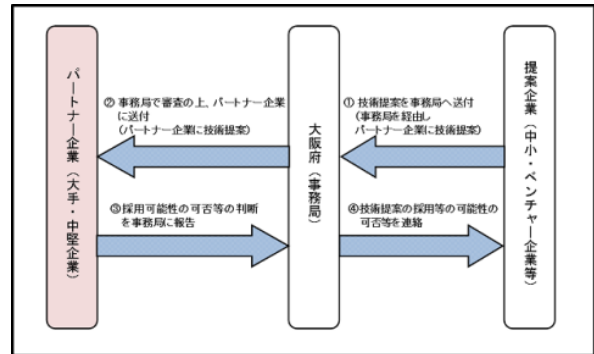 パートナー企業(大手・中堅企業)
② 事務局で審査の上、パートナー企業
に送付
(パートナー企業に技術提案)
③採用可能性の可否等の判断
を事務局に報告
大阪府(事務局)
① 技術提案を事務局へ送付
(事務局を経由し
パートナー企業に技術提案)
④技術提案の採用等の可能性の
可否等を連絡
提案企業(中小・ベンチャー企業等)